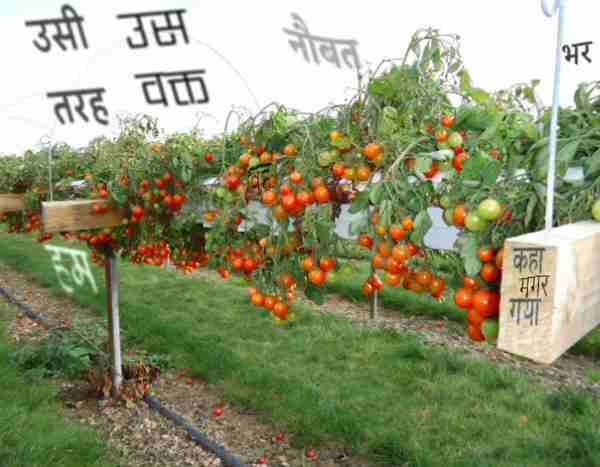 उसी उस
तरह वक्त
नौबत
भर
हम
कहा
मगर
गया